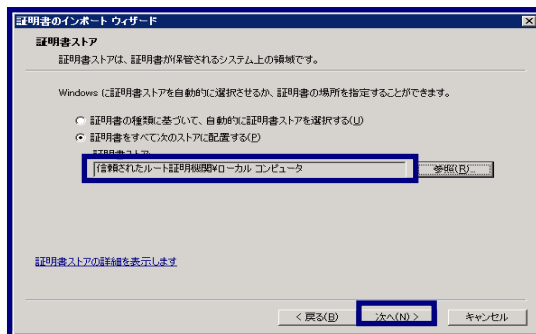 証明書のインポート ウィザード
証明書ストア
証明書ストアは、証明書が保管されるシステム上の領域です。
Windows に証明書ストアを自動的に選択させるか、証明書の場所を指定することができます。
証明書の種類に基づいて、自動的に証明書ストアを選択する(U)
証明書をすべて次のストアに配置する(P)
証明書ストア:
信頼されたルート証明機関¥ローカル コンピュータ
参照(R)...
証明書ストアの詳細を表示します
< 戻る(B)
次へ(N) >
キャンセル